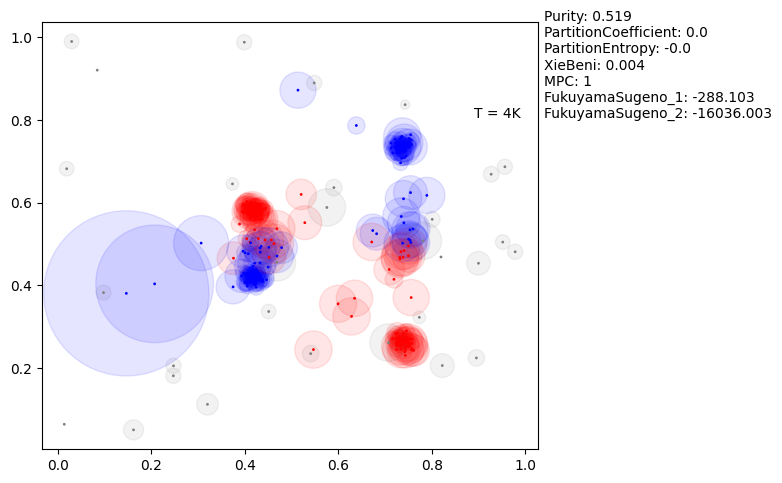 Purity: 0.519
PartitionCoefficient: 0.0
PartitionEntropy: -0.0
XieBeni: 0.004
MPC: 1
FukuyamaSugeno_1: -288.103
FukuyamaSugeno_2: -16036.003
T = 4K
1.0
0.8
0.6
0.4
0.2
0.0 0.2 0.4 0.6 0.8 1.0